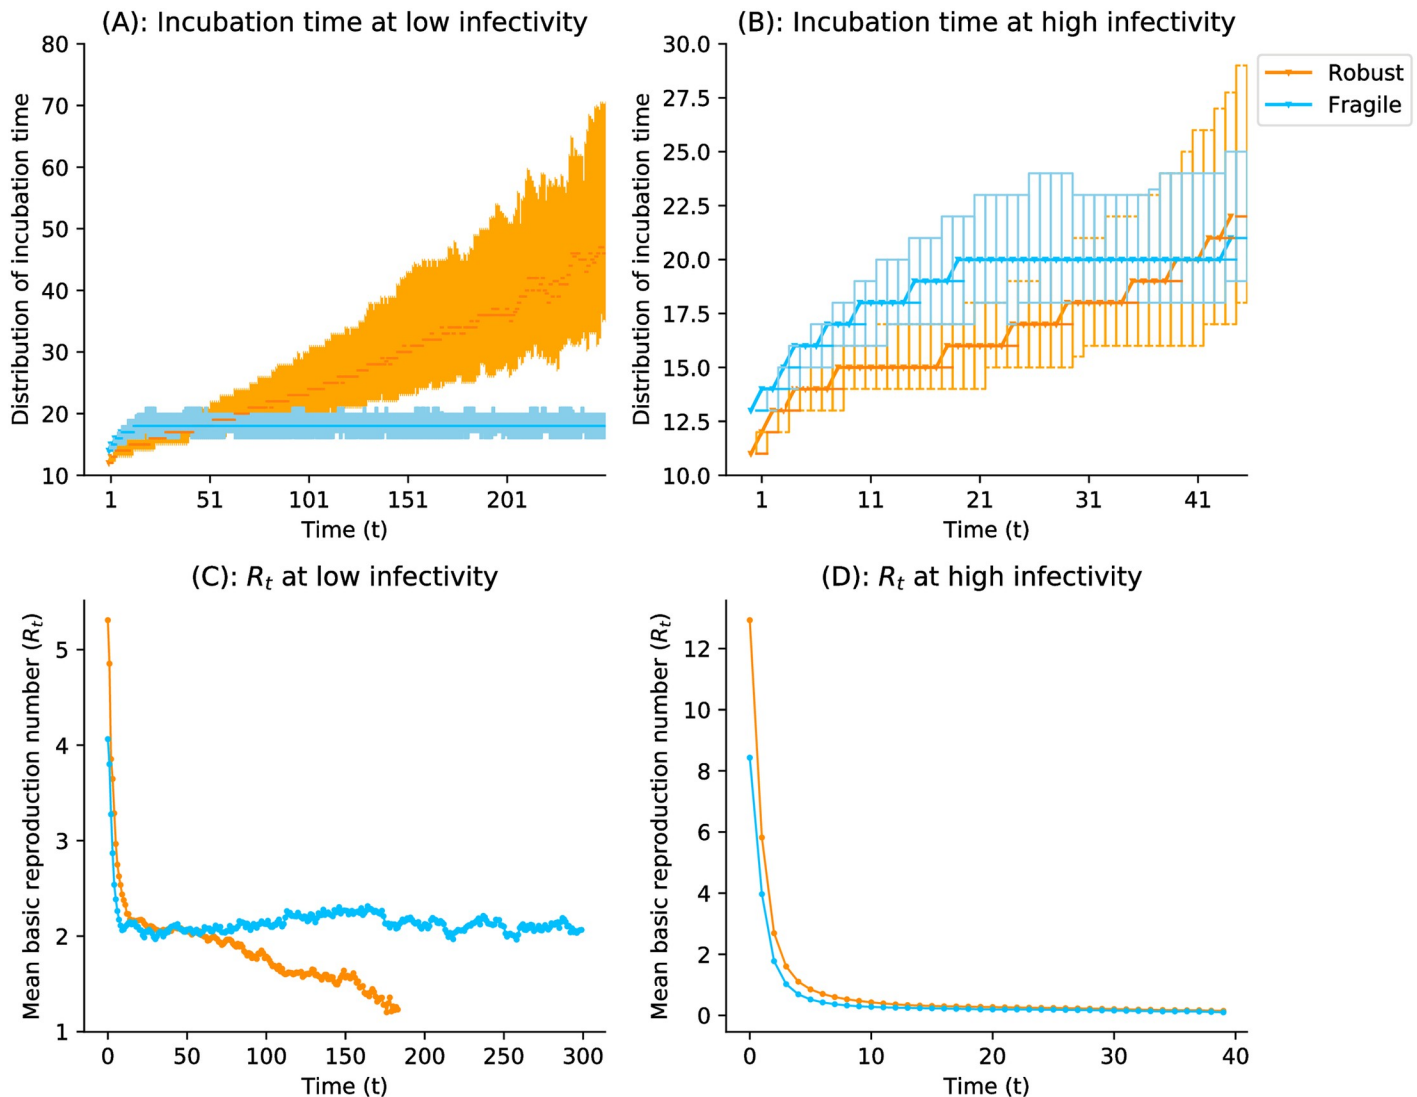 (A): Incubation time at low infectivity
Distribution of incubation time
80
70
60
50
40
30
20
10
1 51 101 151 201
Time (t)
(B): Incubation time at high infectivity
Distribution of incubation time
30.0
27.5
25.0
22.5
20.0
17.5
15.0
12.5
10.0
1 11 21 31 41
Time (t)
Robust
Fragile
(C): Rt at low infectivity
Mean basic reproduction number (Rt)
5
4
3
2
1
0 50 100 150 200 250 300
Time (t)
(D): Rt at high infectivity
Mean basic reproduction number (Rt)
12
10
8
6
4
2
0
0 10 20 30 40
Time (t)